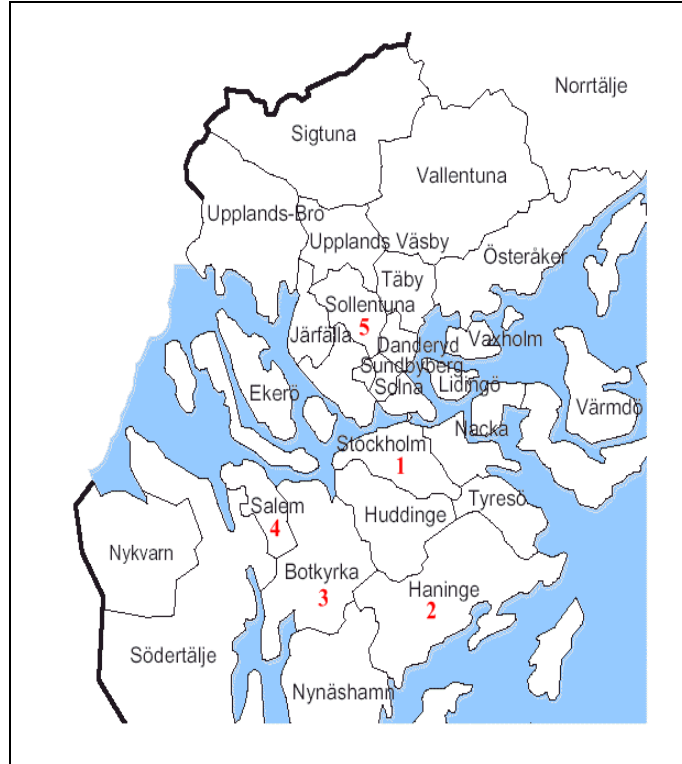 Norrtälje
Sigtuna
Vallentuna
Upplands-Bro
Upplands Väsby
Österåker
Täby
Sollentuna
5
Järfälla
Danderyd
Vaxholm
Sundbyberg
Solna
Lidingö
Ekerö
Värmdö
Nacka
Stockholm
1
Salem
4
Huddinge
Tyresö
Nykvarn
Botkyrka
3
Haninge
2
Södertälje
Nynäshamn